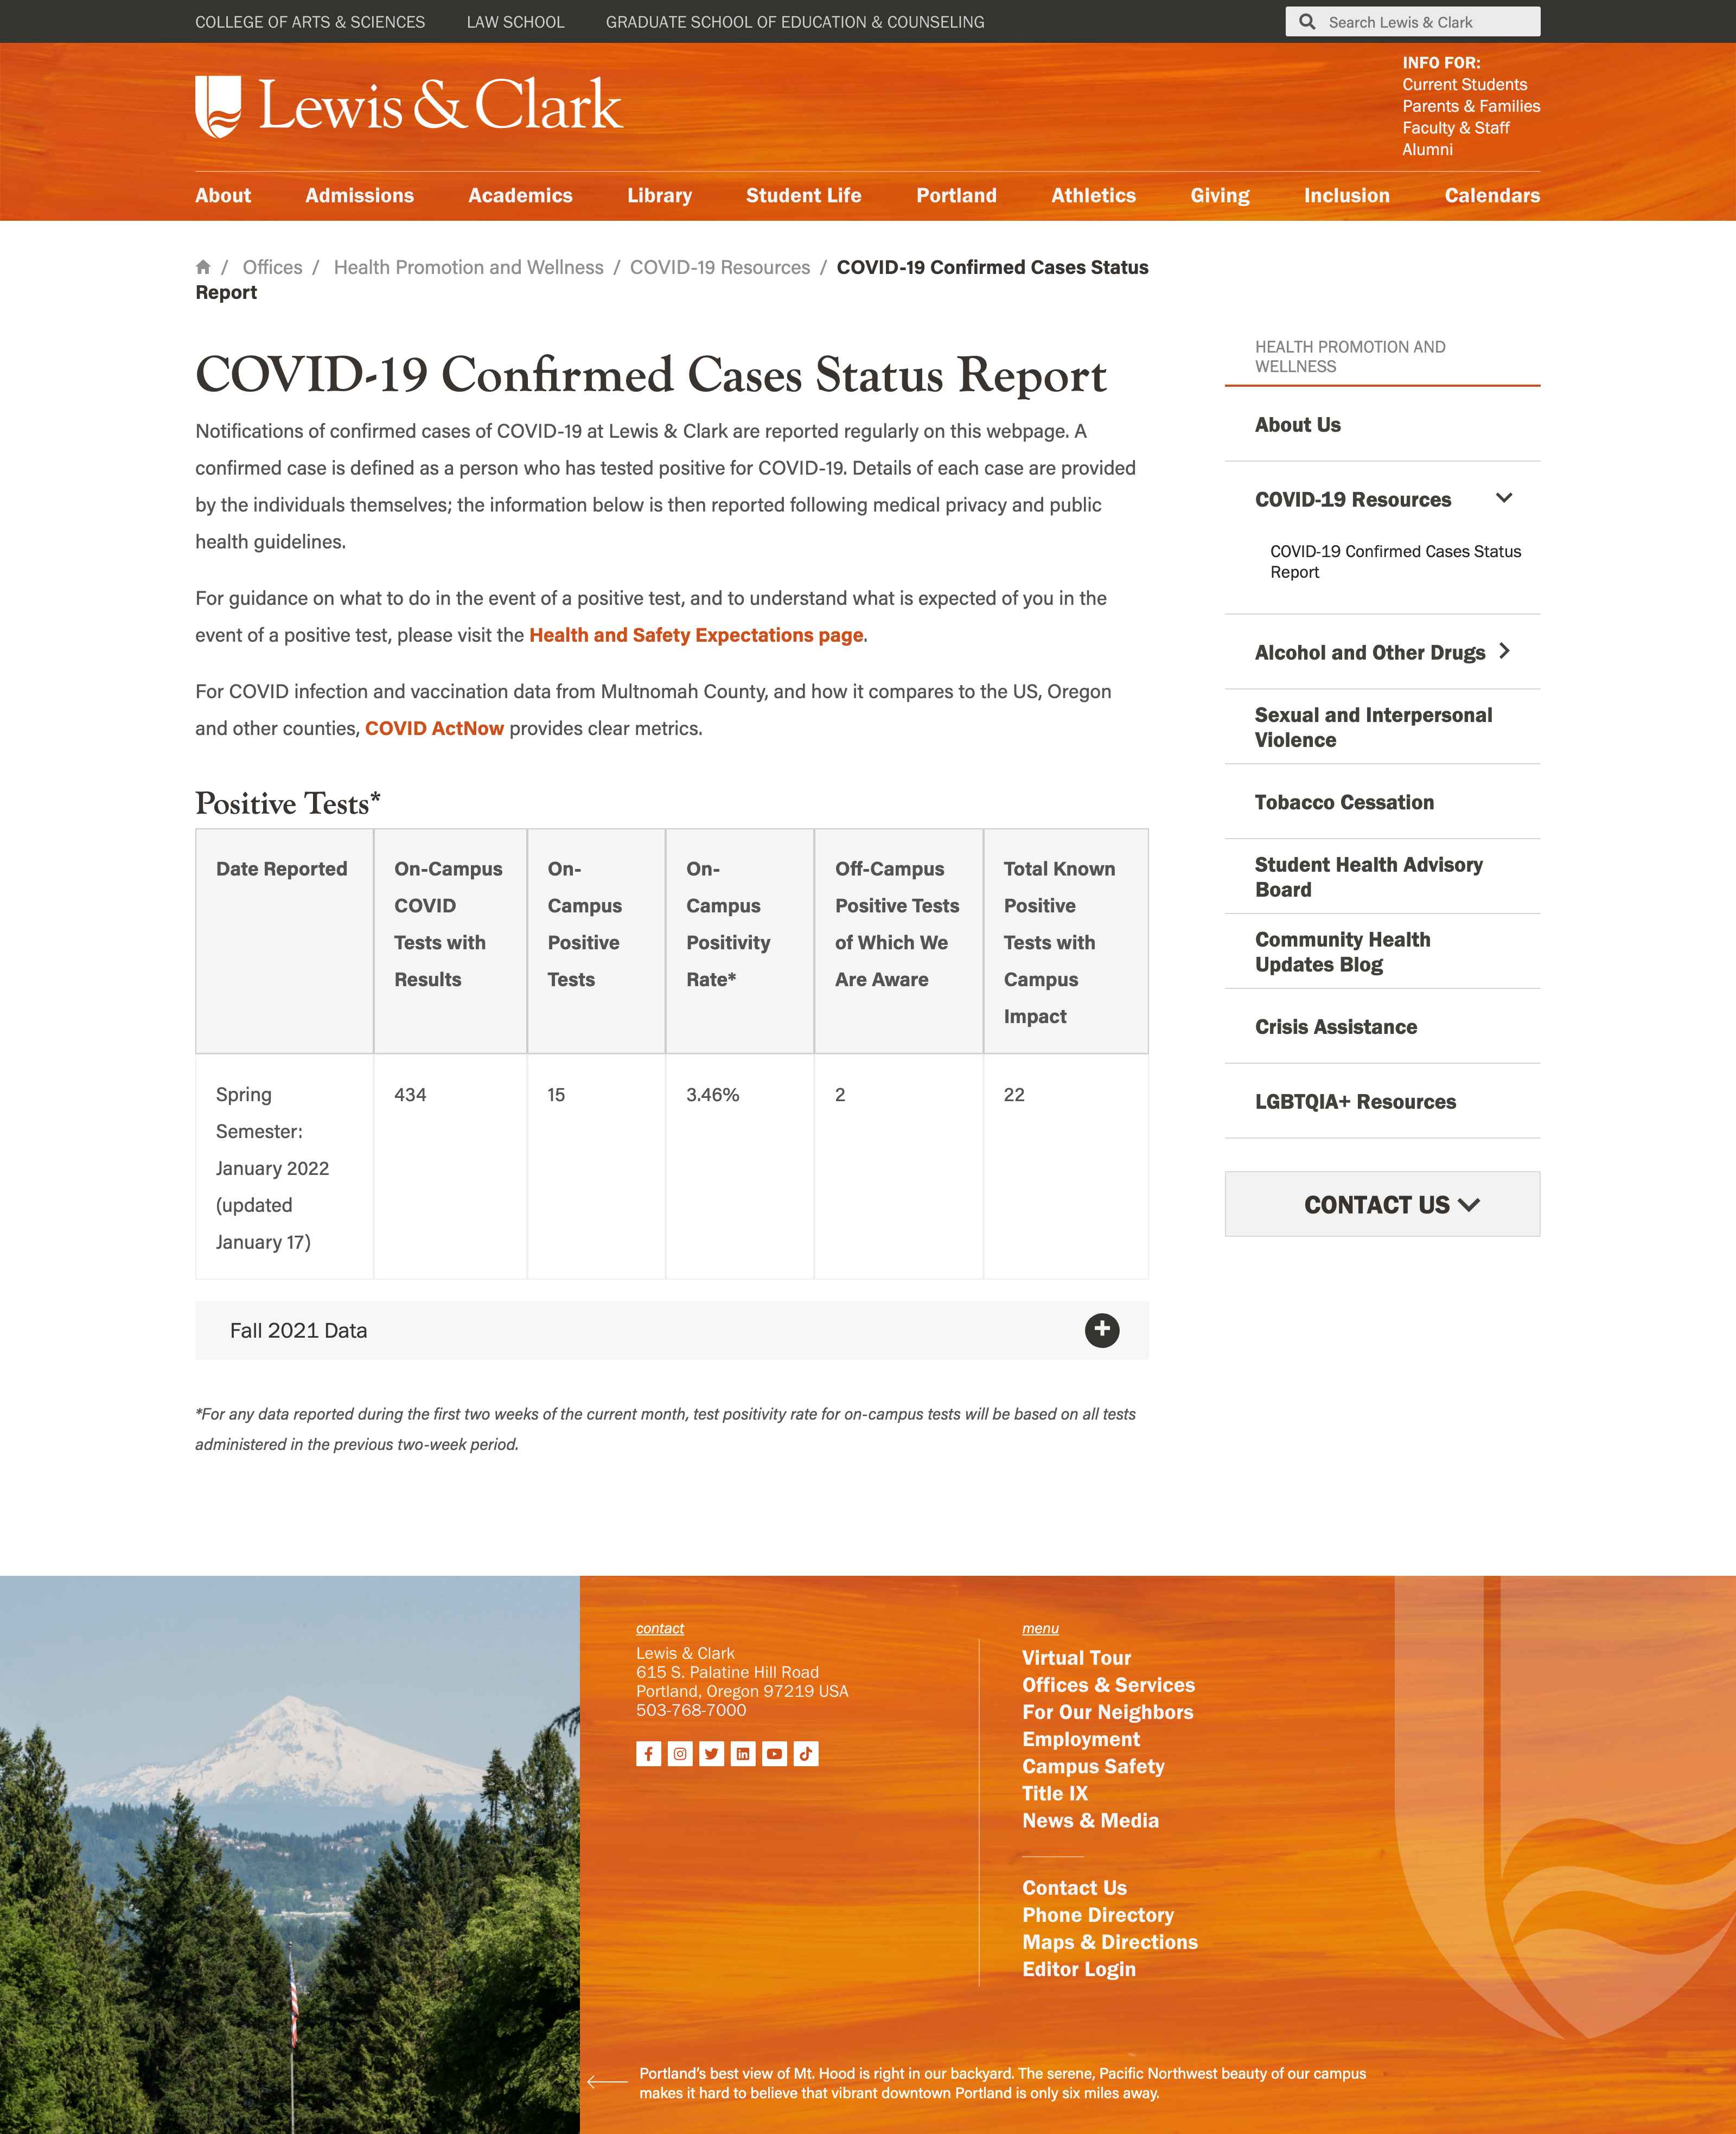 COLLEGE OF ARTS & SCIENCES LAW SCHOOL GRADUATE SCHOOL OF EDUCATION & COUNSELING
Search Lewis & Clark
Lewis & Clark
INFO FOR:
Current Students
Parents & Families
Faculty & Staff
Alumni
About Admissions Academics Library Student Life Portland Athletics Giving Inclusion Calendars
/ Offices / Health Promotion and Wellness / COVID-19 Resources / COVID-19 Confirmed Cases Status
Report
COVID-19 Confirmed Cases Status Report
Notifications of confirmed cases of COVID-19 at Lewis & Clark are reported regularly on this webpage. A
confirmed case is defined as a person who has tested positive for COVID-19. Details of each case are provided
by the individuals themselves; the information below is then reported following medical privacy and public
health guidelines.
For guidance on what to do in the event of a positive test, and to understand what is expected of you in the
event of a positive test, please visit the Health and Safety Expectations page.
For COVID infection and vaccination data from Multnomah County, and how it compares to the US, Oregon
and other counties, COVID ActNow provides clear metrics.
Positive Tests*
Date Reported
On-Campus
COVID
Tests with
Results
On-
Campus
Positive
Tests
On-
Campus
Positivity
Rate*
Off-Campus
Positive Tests
of Which We
Are Aware
Total Known
Positive
Tests with
Campus
Impact
Spring
Semester:
January 2022
(updated
January 17)
434
15
3.46%
2
22
Fall 2021 Data
*For any data reported during the first two weeks of the current month, test positivity rate for on-campus tests will be based on all tests
administered in the previous two-week period.
HEALTH PROMOTION AND
WELLNESS
About Us
COVID-19 Resources
COVID-19 Confirmed Cases Status
Report
Alcohol and Other Drugs
Sexual and Interpersonal
Violence
Tobacco Cessation
Student Health Advisory
Board
Community Health
Updates Blog
Crisis Assistance
LGBTQIA+ Resources
CONTACT US
contact
Lewis & Clark
615 S. Palatine Hill Road
Portland, Oregon 97219 USA
503-768-7000
menu
Virtual Tour
Offices & Services
For Our Neighbors
Employment
Campus Safety
Title IX
News & Media
Contact Us
Phone Directory
Maps & Directions
Editor Login
Portland's best view of Mt. Hood is right in our backyard. The serene, Pacific Northwest beauty of our campus
makes it hard to believe that vibrant downtown Portland is only six miles away.